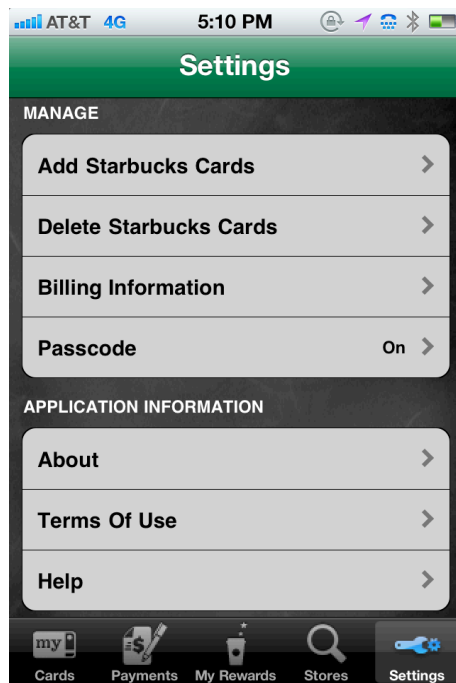 AT&T 4G 5:10 PM
Settings
MANAGE
Add Starbucks Cards
Delete Starbucks Cards
Billing Information
Passcode On
APPLICATION INFORMATION
About
Terms Of Use
Help
my $
Cards Payments My Rewards Stores Settings